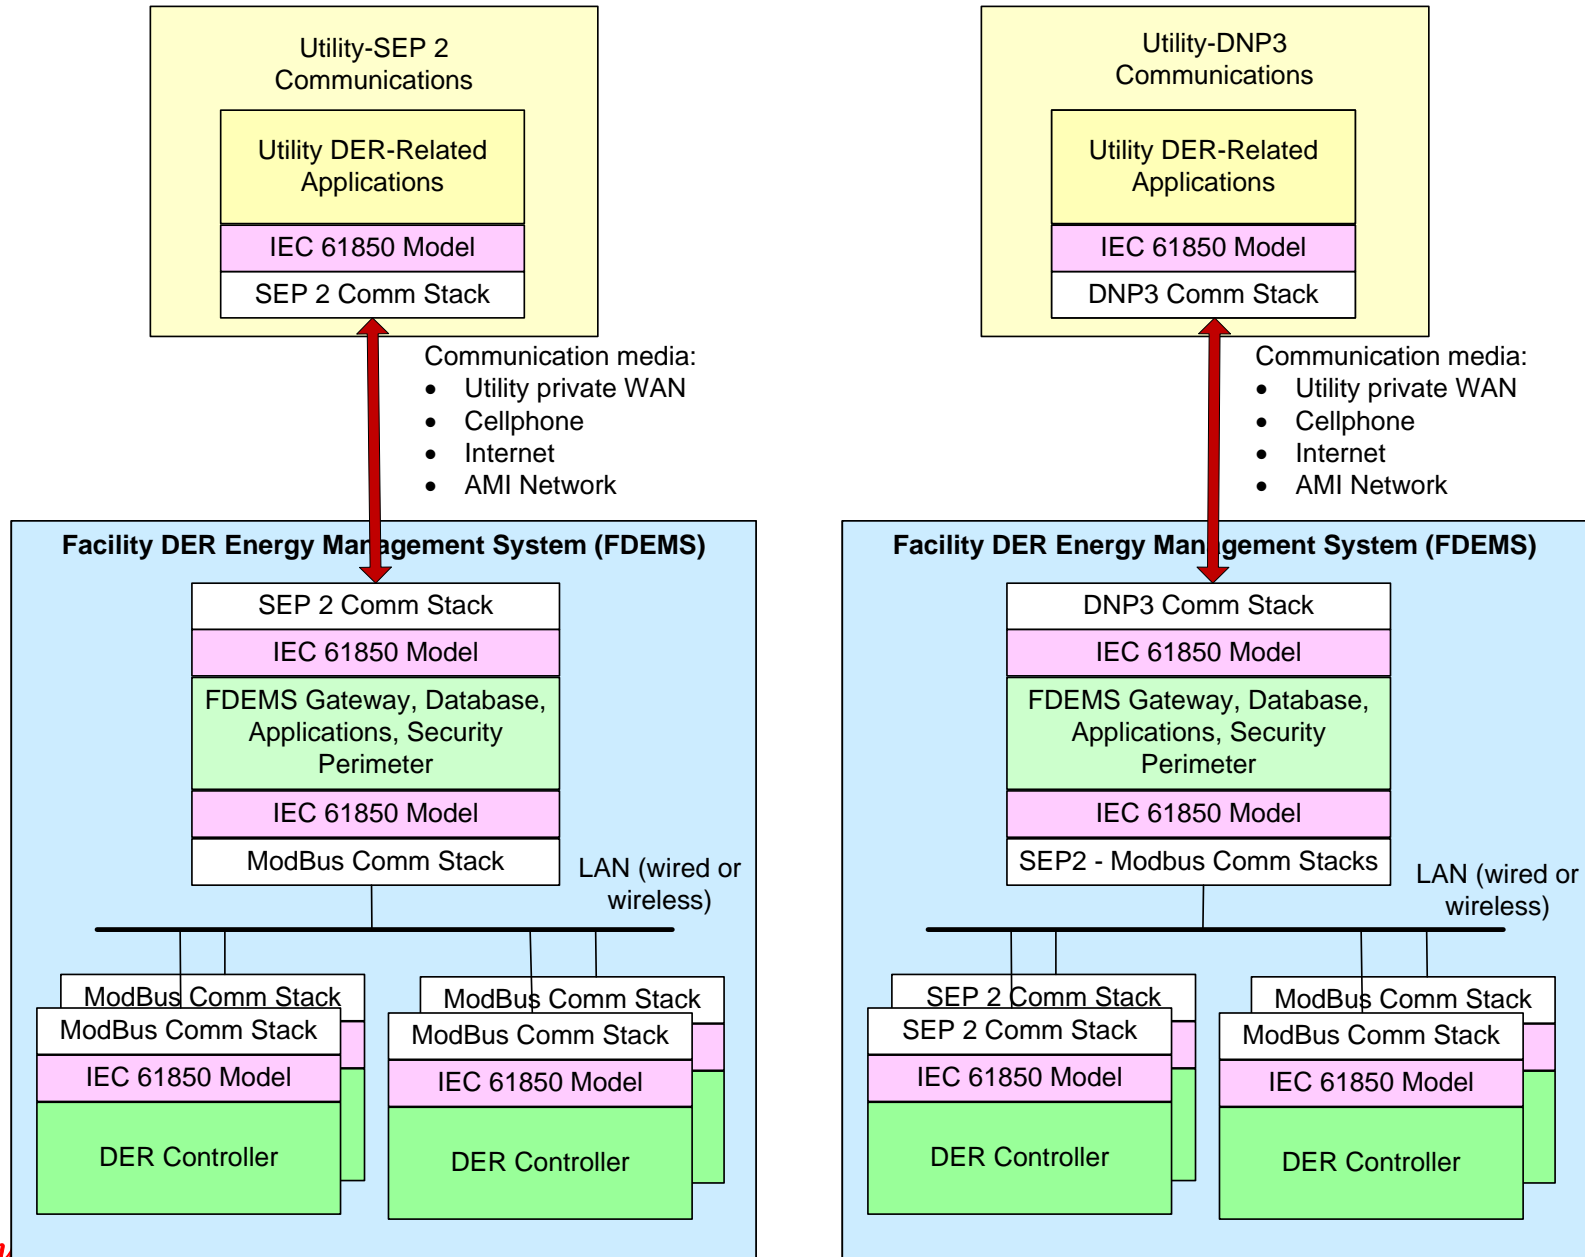 Utility-SEP 2
Communications
Utility DER-Related
Applications
IEC 61850 Model
SEP 2 Comm Stack
Communication media:
• Utility private WAN
• Cellphone
• Internet
• AMI Network
Facility DER Energy Management System (FDEMS)
SEP 2 Comm Stack
IEC 61850 Model
FDEMS Gateway, Database,
Applications, Security
Perimeter
IEC 61850 Model
ModBus Comm Stack
LAN (wired or
wireless)
ModBus Comm Stack
ModBus Comm Stack
IEC 61850 Model
DER Controller
ModBus Comm Stack
ModBus Comm Stack
IEC 61850 Model
DER Controller
Utility-DNP3
Communications
Utility DER-Related
Applications
IEC 61850 Model
DNP3 Comm Stack
Communication media:
• Utility private WAN
• Cellphone
• Internet
• AMI Network
Facility DER Energy Management System (FDEMS)
DNP3 Comm Stack
IEC 61850 Model
FDEMS Gateway, Database,
Applications, Security
Perimeter
IEC 61850 Model
SEP2 - Modbus Comm Stacks
LAN (wired or
wireless)
SEP 2 Comm Stack
SEP 2 Comm Stack
IEC 61850 Model
DER Controller
ModBus Comm Stack
ModBus Comm Stack
IEC 61850 Model
DER Controller